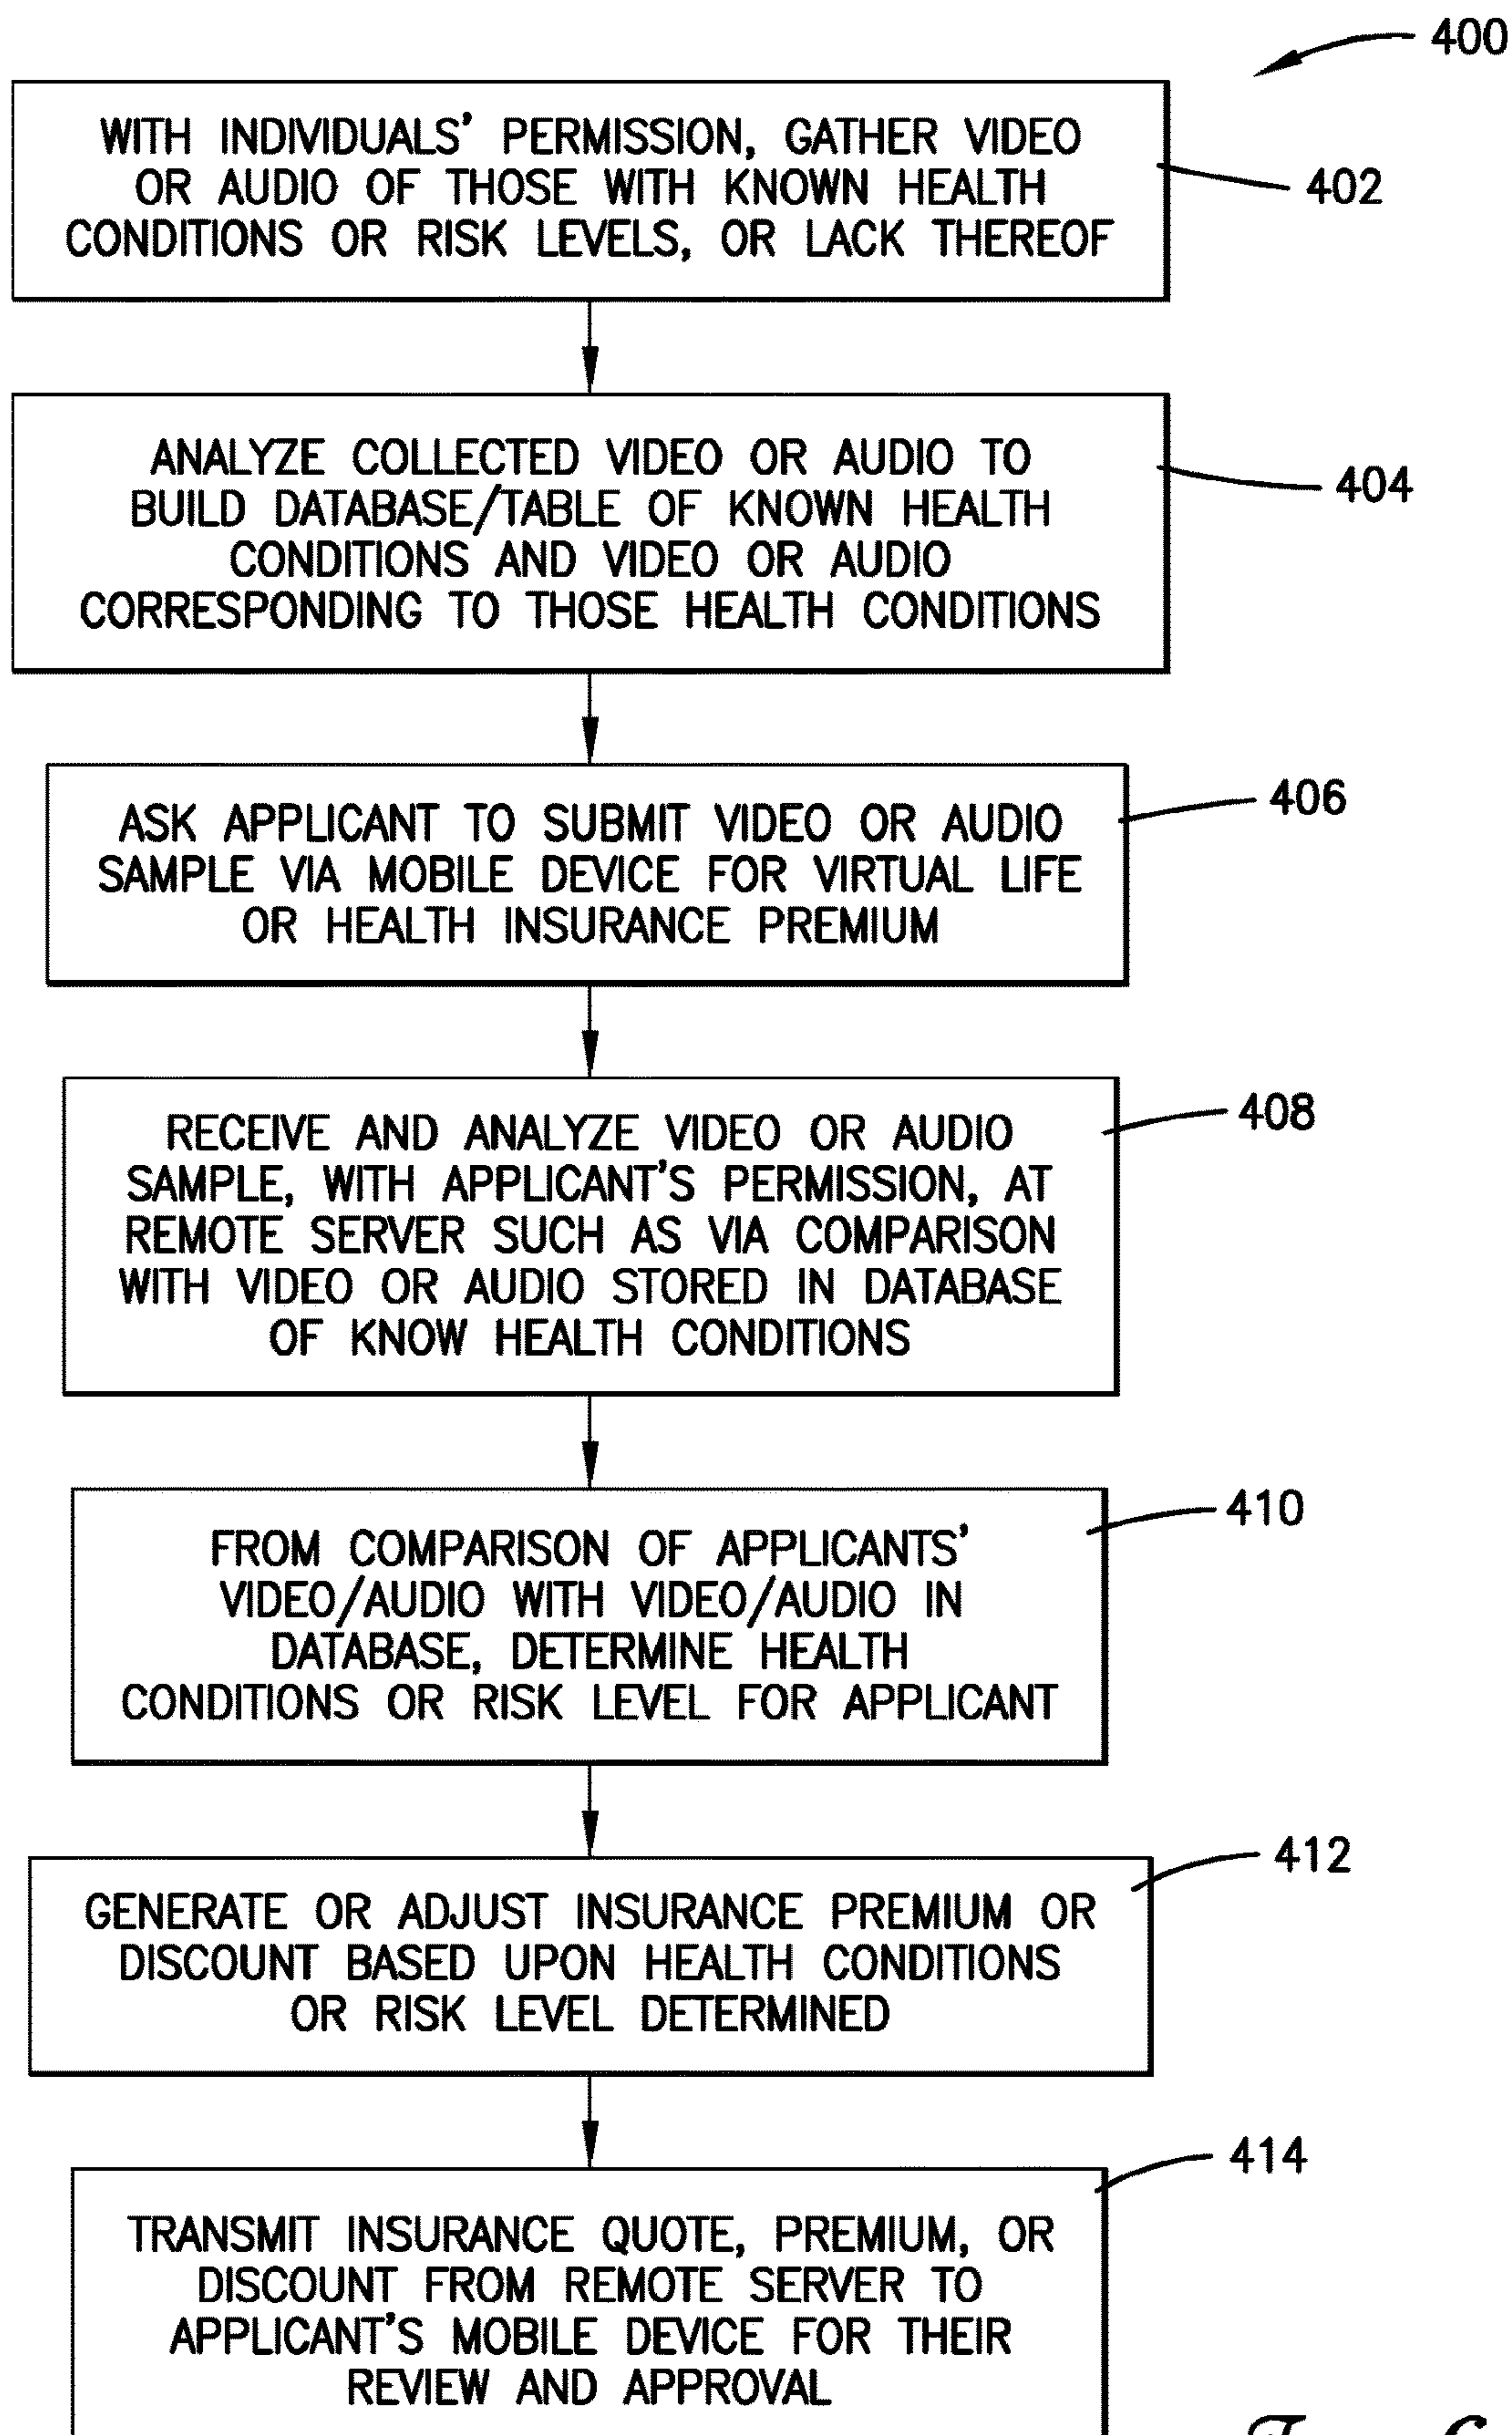 400
WITH INDIVIDUALS' PERMISSION, GATHER VIDEO
OR AUDIO OF THOSE WITH KNOWN HEALTH
CONDITIONS OR RISK LEVELS, OR LACK THEREOF
402
ANALYZE COLLECTED VIDEO OR AUDIO TO
BUILD DATABASE/TABLE OF KNOWN HEALTH
CONDITIONS AND VIDEO OR AUDIO
CORRESPONDING TO THOSE HEALTH CONDITIONS
404
ASK APPLICANT TO SUBMIT VIDEO OR AUDIO
SAMPLE VIA MOBILE DEVICE FOR VIRTUAL LIFE
OR HEALTH INSURANCE PREMIUM
406
RECEIVE AND ANALYZE VIDEO OR AUDIO
SAMPLE, WITH APPLICANT'S PERMISSION, AT
REMOTE SERVER SUCH AS VIA COMPARISON
WITH VIDEO OR AUDIO STORED IN DATABASE
OF KNOW HEALTH CONDITIONS
408
FROM COMPARISON OF APPLICANTS'
VIDEO/AUDIO WITH VIDEO/AUDIO IN
DATABASE, DETERMINE HEALTH
CONDITIONS OR RISK LEVEL FOR APPLICANT
410
GENERATE OR ADJUST INSURANCE PREMIUM OR
DISCOUNT BASED UPON HEALTH CONDITIONS
OR RISK LEVEL DETERMINED
412
TRANSMIT INSURANCE QUOTE, PREMIUM, OR
DISCOUNT FROM REMOTE SERVER TO
APPLICANT'S MOBILE DEVICE FOR THEIR
REVIEW AND APPROVAL
414